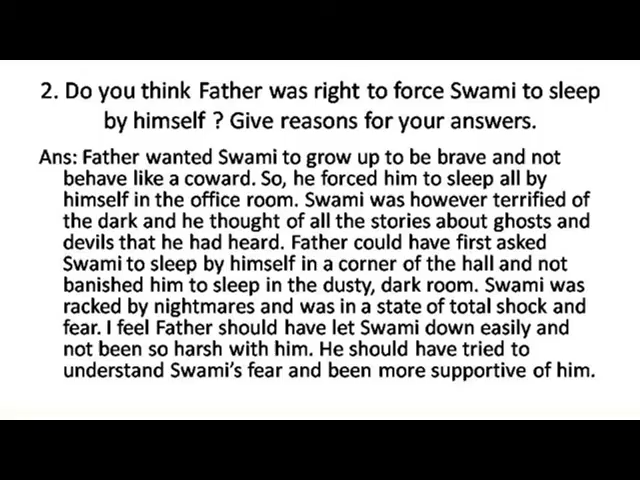 2. Do you think Father was right to force Swami to sleep
by himself ? Give reasons for your answers.
Ans: Father wanted Swami to grow up to be brave and not
behave like a coward. So, he forced him to sleep all by
himself in the office room. Swami was however terrified of
the dark and he thought of all the stories about ghosts and
devils that he had heard. Father could have first asked
Swami to sleep by himself in a corner of the hall and not
banished him to sleep in the dusty, dark room. Swami was
racked by nightmares and was in a state of total shock and
fear. I feel Father should have let Swami down easily and
not been so harsh with him. He should have tried to
understand Swami's fear and been more supportive of him.